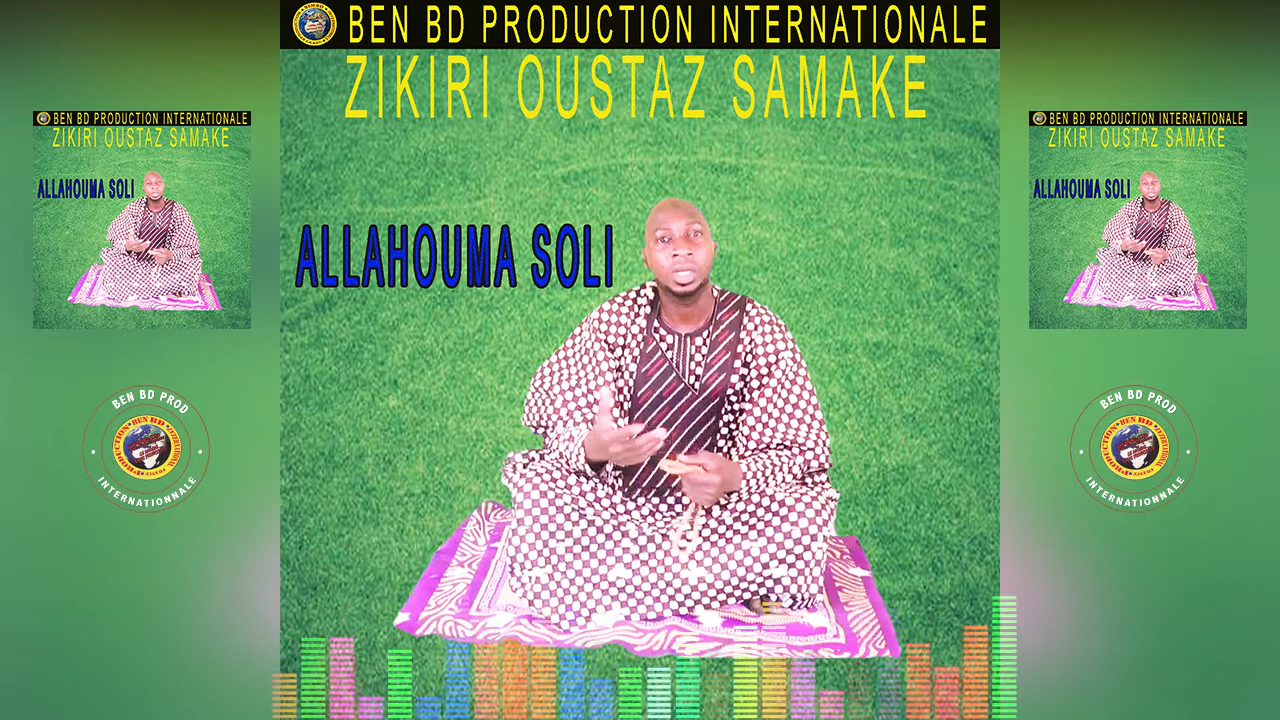 BEN BD PRODUCTION INTERNATIONALE
ZIKIRI OUSTAZ SAMAKE
ALLAHOUMA SOLI
BEN BD PRODUCTION INTERNATIONALE
ZIKIRI OUSTAZ SAMAKE
ALLAHOUMA SOLI
BEN BD PROD
INTERNATIONNALE
BEN BD PRODUCTION INTERNATIONALE
ZIKIRI OUSTAZ SAMAKE
ALLAHOUMA SOLI
BEN BD PROD
INTERNATIONNALE